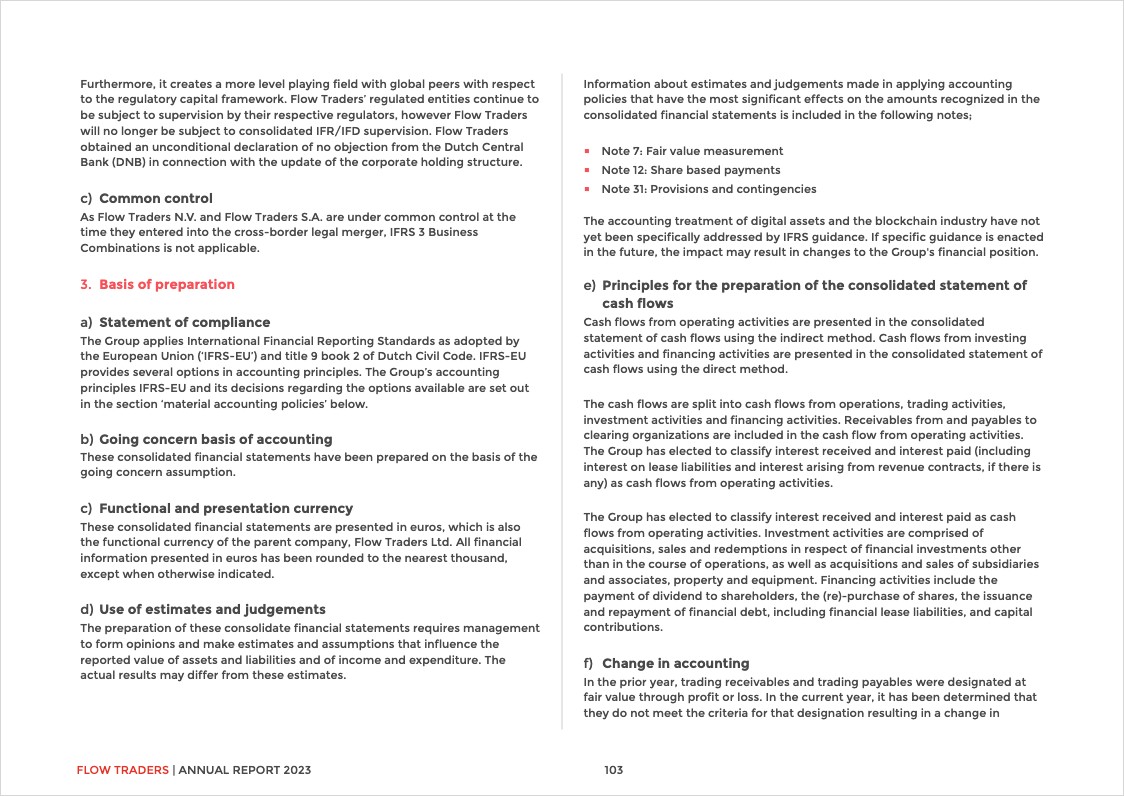 Furthermore, it creates a more level playing field with global peers with respect
to the regulatory capital framework. Flow Traders' regulated entities continue to
be subject to supervision by their respective regulators, however Flow Traders
will no longer be subject to consolidated IFR/IFD supervision. Flow Traders
obtained an unconditional declaration of no objection from the Dutch Central
Bank (DNB) in connection with the update of the corporate holding structure.
c) Common control
As Flow Traders N.V. and Flow Traders S.A. are under common control at the
time they entered into the cross-border legal merger, IFRS 3 Business
Combinations is not applicable.
3. Basis of preparation
a) Statement of compliance
The Group applies International Financial Reporting Standards as adopted by
the European Union ('IFRS-EU') and title 9 book 2 of Dutch Civil Code. IFRS-EU
provides several options in accounting principles. The Group's accounting
principles IFRS-EU and its decisions regarding the options available are set out
in the section 'material accounting policies' below.
b) Going concern basis of accounting
These consolidated financial statements have been prepared on the basis of the
going concern assumption.
c) Functional and presentation currency
These consolidated financial statements are presented in euros, which is also
the functional currency of the parent company, Flow Traders Ltd. All financial
information presented in euros has been rounded to the nearest thousand,
except when otherwise indicated.
d) Use of estimates and judgements
The preparation of these consolidate financial statements requires management
to form opinions and make estimates and assumptions that influence the
reported value of assets and liabilities and of income and expenditure. The
actual results may differ from these estimates.
Information about estimates and judgements made in applying accounting
policies that have the most significant effects on the amounts recognized in the
consolidated financial statements is included in the following notes;
▪ Note 7: Fair value measurement
▪ Note 12: Share based payments
▪ Note 31: Provisions and contingencies
The accounting treatment of digital assets and the blockchain industry have not
yet been specifically addressed by IFRS guidance. If specific guidance is enacted
in the future, the impact may result in changes to the Group's financial position.
e) Principles for the preparation of the consolidated statement of
cash flows
Cash flows from operating activities are presented in the consolidated
statement of cash flows using the indirect method. Cash flows from investing
activities and financing activities are presented in the consolidated statement of
cash flows using the direct method.
The cash flows are split into cash flows from operations, trading activities,
investment activities and financing activities. Receivables from and payables to
clearing organizations are included in the cash flow from operating activities.
The Group has elected to classify interest received and interest paid (including
interest on lease liabilities and interest arising from revenue contracts, if there is
any) as cash flows from operating activities.
The Group has elected to classify interest received and interest paid as cash
flows from operating activities. Investment activities are comprised of
acquisitions, sales and redemptions in respect of financial investments other
than in the course of operations, as well as acquisitions and sales of subsidiaries
and associates, property and equipment. Financing activities include the
payment of dividend to shareholders, the (re)-purchase of shares, the issuance
and repayment of financial debt, including financial lease liabilities, and capital
contributions.
f) Change in accounting
In the prior year, trading receivables and trading payables were designated at
fair value through profit or loss. In the current year, it has been determined that
they do not meet the criteria for that designation resulting in a change in
FLOW TRADERS | ANNUAL REPORT 2023
103